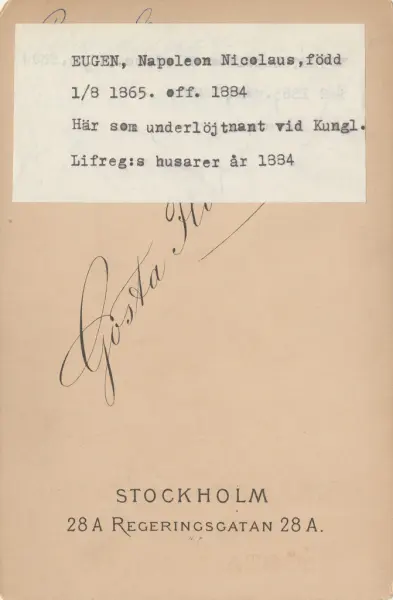 EUGEN, Napoleon Nicolaus,född
1/8 1865. off. 1884
Här som underlöjtnant vid Kungl.
Lifreg:s husarer år 1884
Gösta
STOCKHOLM
28 A REGERINGSGATAN 28 A.